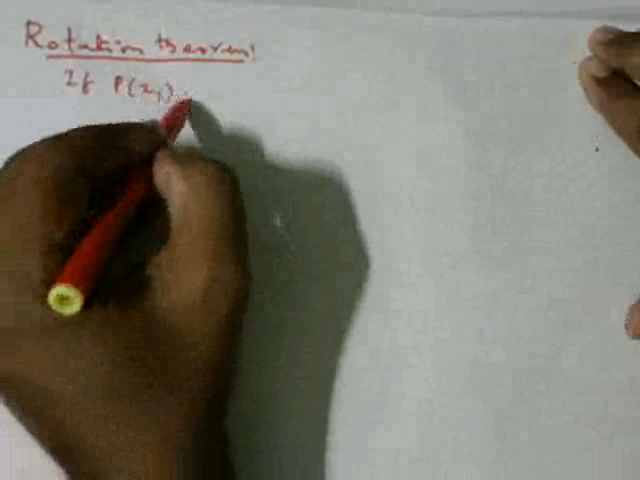 Rotation theorem:
If P(z₁)